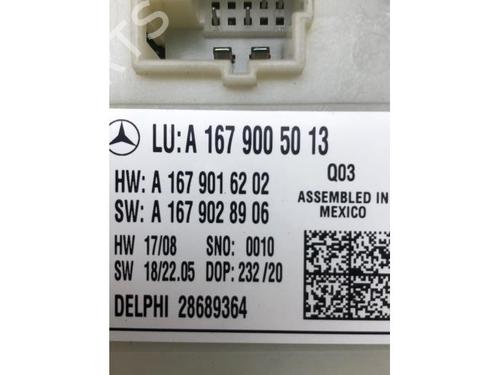 PARTS
LU: A 167 900 50 13
HW: A 167 901 62 02
SW: A 167 902 89 06
Q03
ASSEMBLED IN
MEXICO
HW 17/08 SNO: 0010
SW 18/22.05 DOP: 232/20
DELPHI 28689364